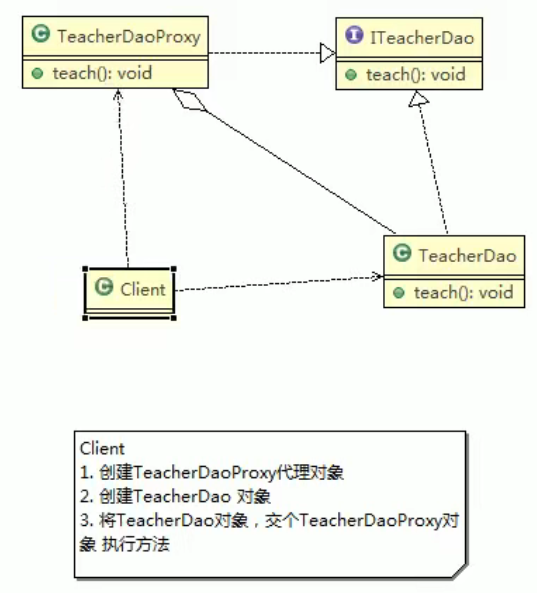 TeacherDaoProxy
teach(): void
ITeacherDao
teach(): void
TeacherDao
teach(): void
Client
Client
1. 创建TeacherDaoProxy代理对象
2. 创建TeacherDao 对象
3. 将TeacherDao对象，交个TeacherDaoProxy对
象 执行方法